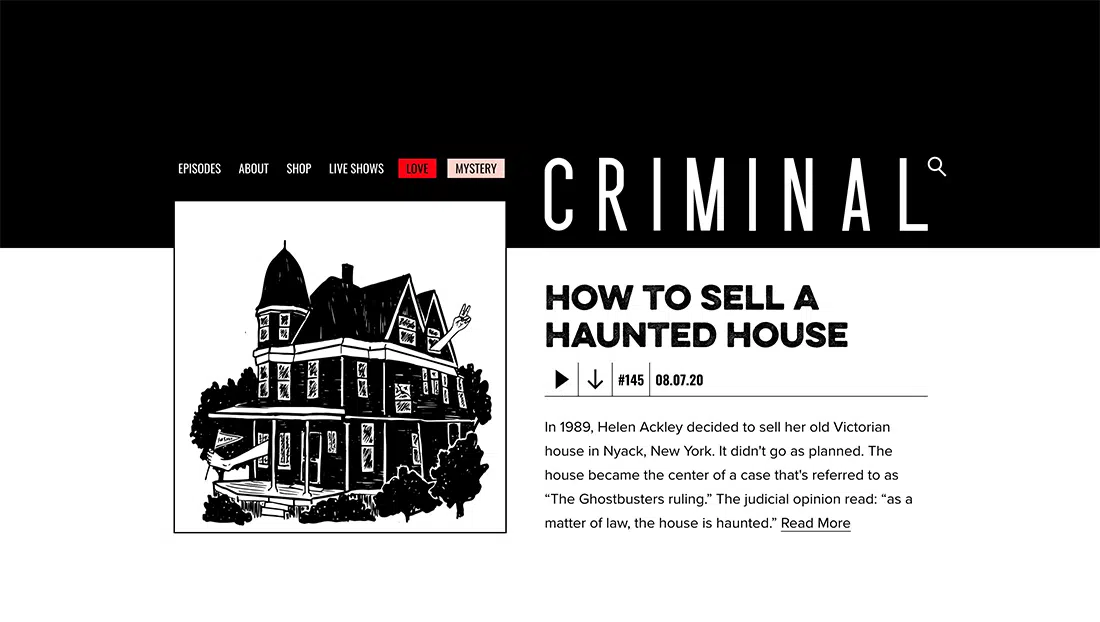 EPISODES ABOUT SHOP LIVE SHOWS LOVE MYSTERY
CRIMINAL
HOW TO SELL A
HAUNTED HOUSE
#145 08.07.20
In 1989, Helen Ackley decided to sell her old Victorian
house in Nyack, New York. It didn't go as planned. The
house became the center of a case that's referred to as
“The Ghostbusters ruling.” The judicial opinion read: “as a
matter of law, the house is haunted.” Read More